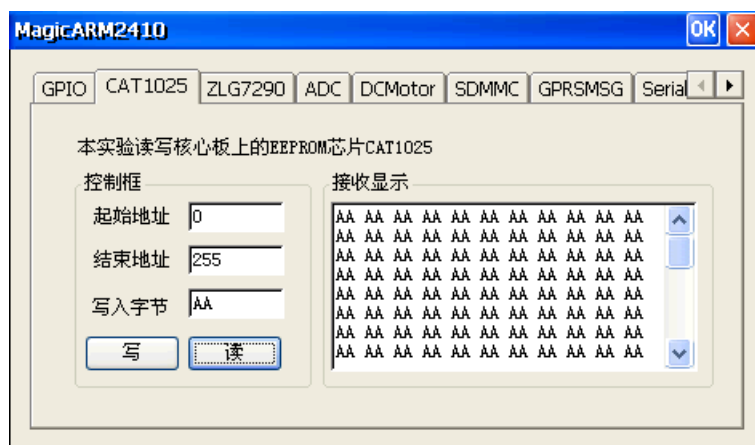 MagicARM2410 OK
GPIO CAT1025 ZLG7290 ADC DCMotor SDMMC GPRSMSG Serial
本实验读写核心板上的EEPROM芯片CAT1025
控制框
起始地址 0
结束地址 255
写入字节 AA
写 读
接收显示
AA AA AA AA AA AA AA AA AA AA AA
AA AA AA AA AA AA AA AA AA AA AA
AA AA AA AA AA AA AA AA AA AA AA
AA AA AA AA AA AA AA AA AA AA AA
AA AA AA AA AA AA AA AA AA AA AA
AA AA AA AA AA AA AA AA AA AA AA
AA AA AA AA AA AA AA AA AA AA AA
AA AA AA AA AA AA AA AA AA AA AA